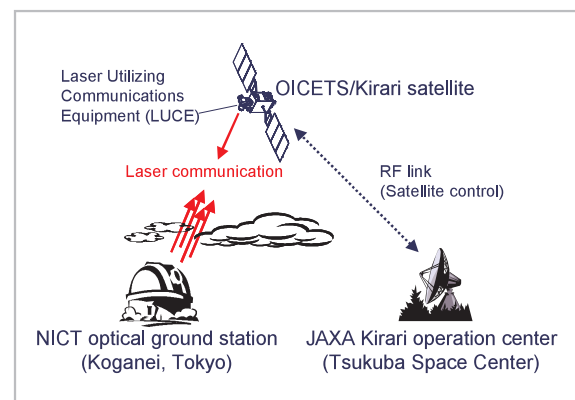 Laser Utilizing
Communications
Equipment (LUCE)
OICETS/Kirari satellite
Laser communication
RF link
(Satellite control)
NICT optical ground station
(Koganei, Tokyo)
JAXA Kirari operation center
(Tsukuba Space Center)